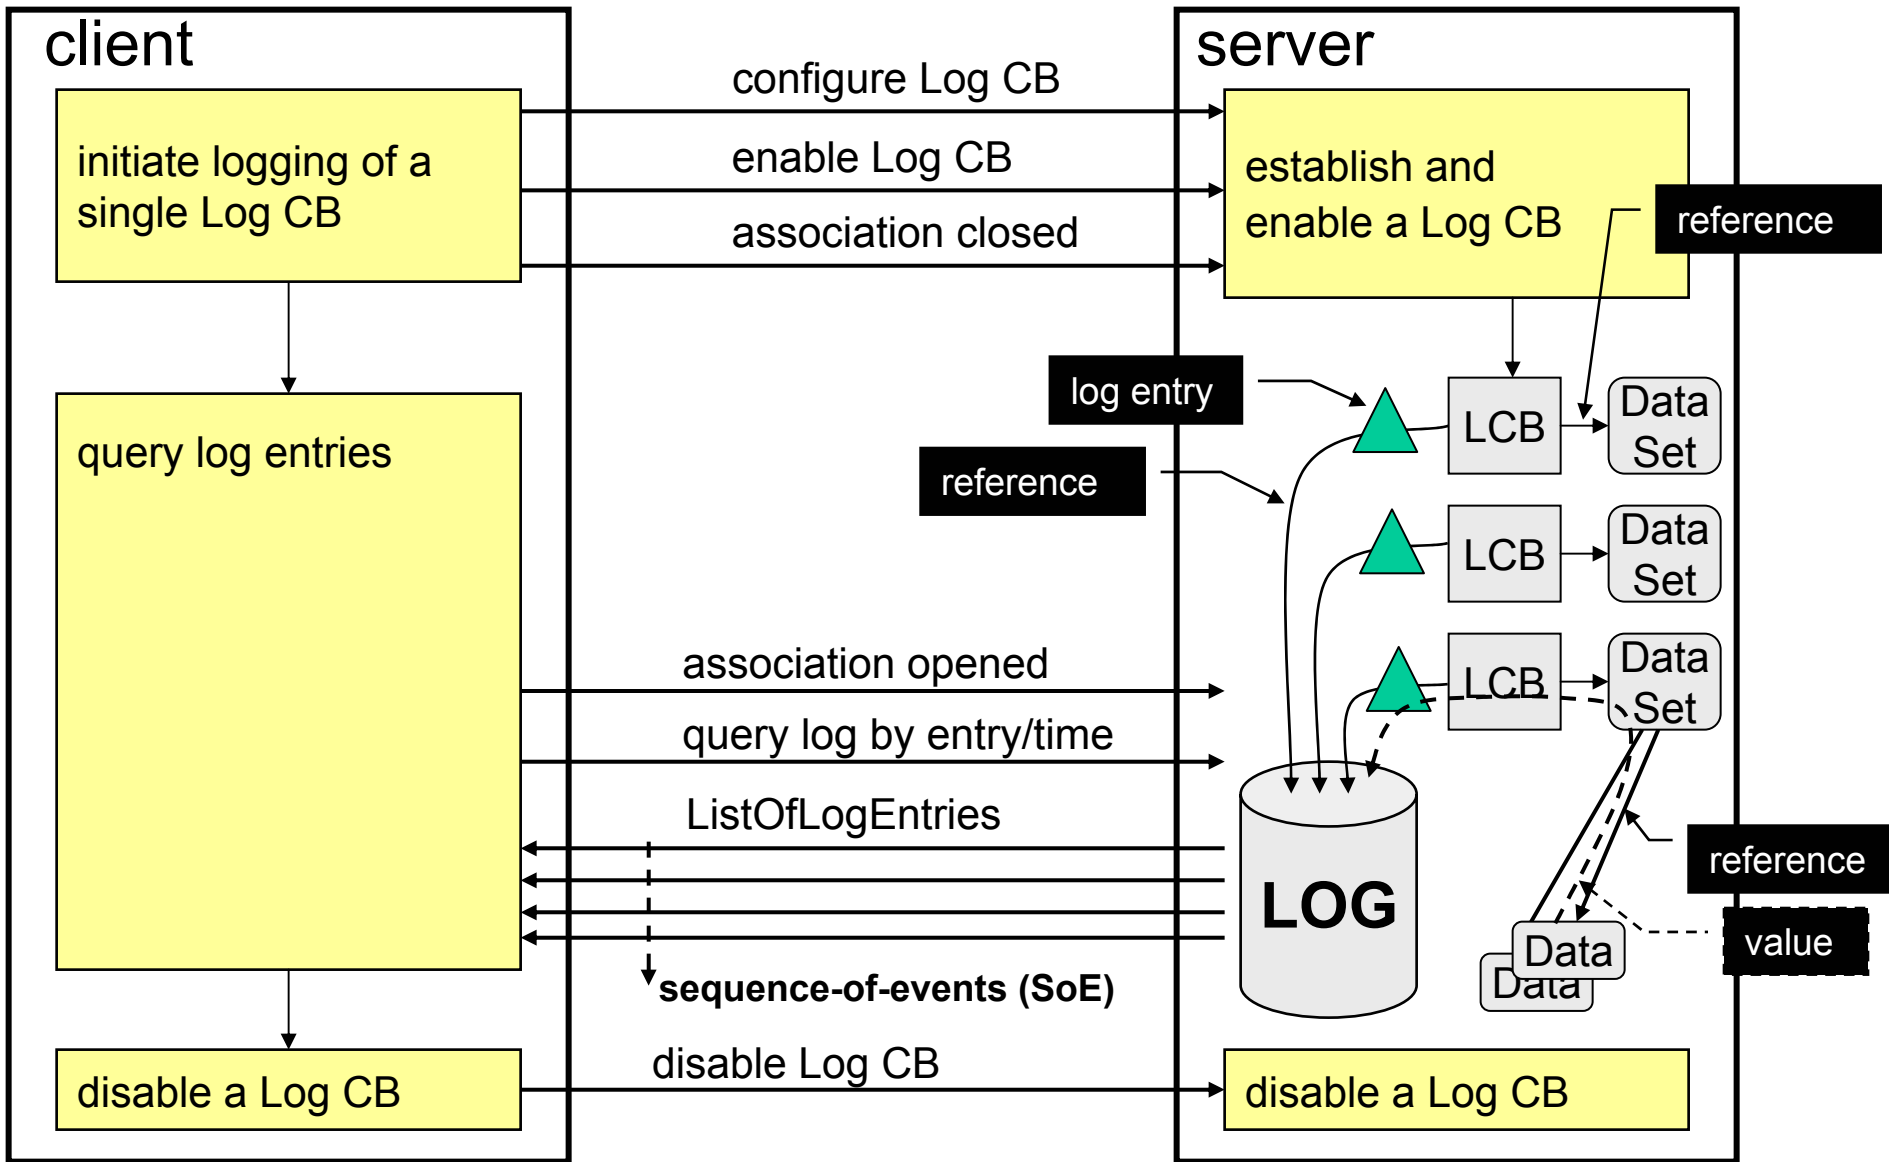 client
server
configure Log CB
initiate logging of a
single Log CB
enable Log CB
association closed
establish and
enable a Log CB
reference
log entry
LCB
Data
Set
query log entries
reference
LCB
Data
Set
association opened
LCB
Data
Set
query log by entry/time
ListOfLogEntries
LOG
reference
value
Data
Data
sequence-of-events (SoE)
disable a Log CB
disable Log CB
disable a Log CB